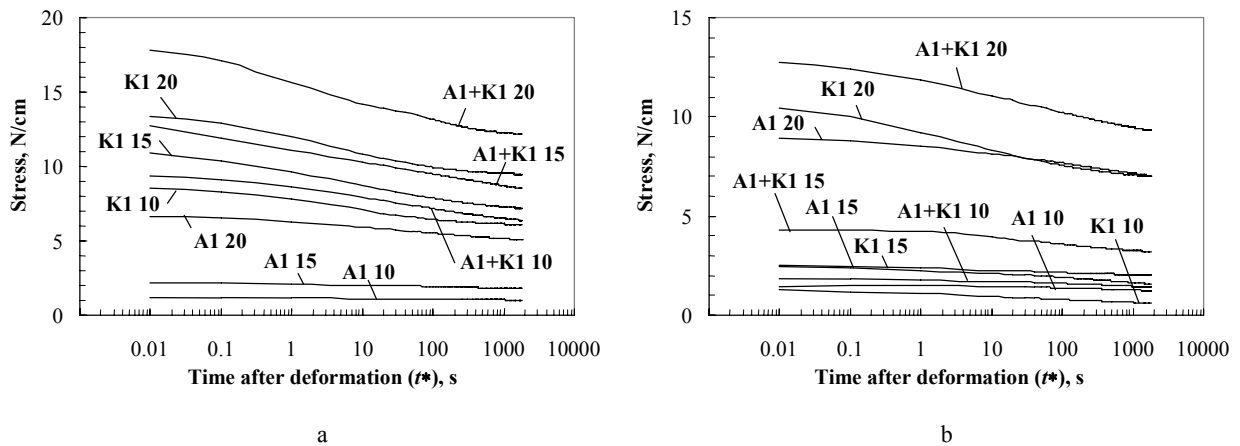 20
15
10
5
0
Stress, N/cm
K1 20
K1 15
K1 10
A1 20
A1 15
A1 10
A1+K1 20
A1+K1 15
A1+K1 10
0.01 0.1 1 10 100 1000 10000
Time after deformation (t*), s
a
15
10
5
0
Stress, N/cm
A1+K1 20
K1 20
A1 20
A1+K1 15
A1 15
K1 15
A1+K1 10
A1 10
K1 10
0.01 0.1 1 10 100 1000 10000
Time after deformation (t*), s
b